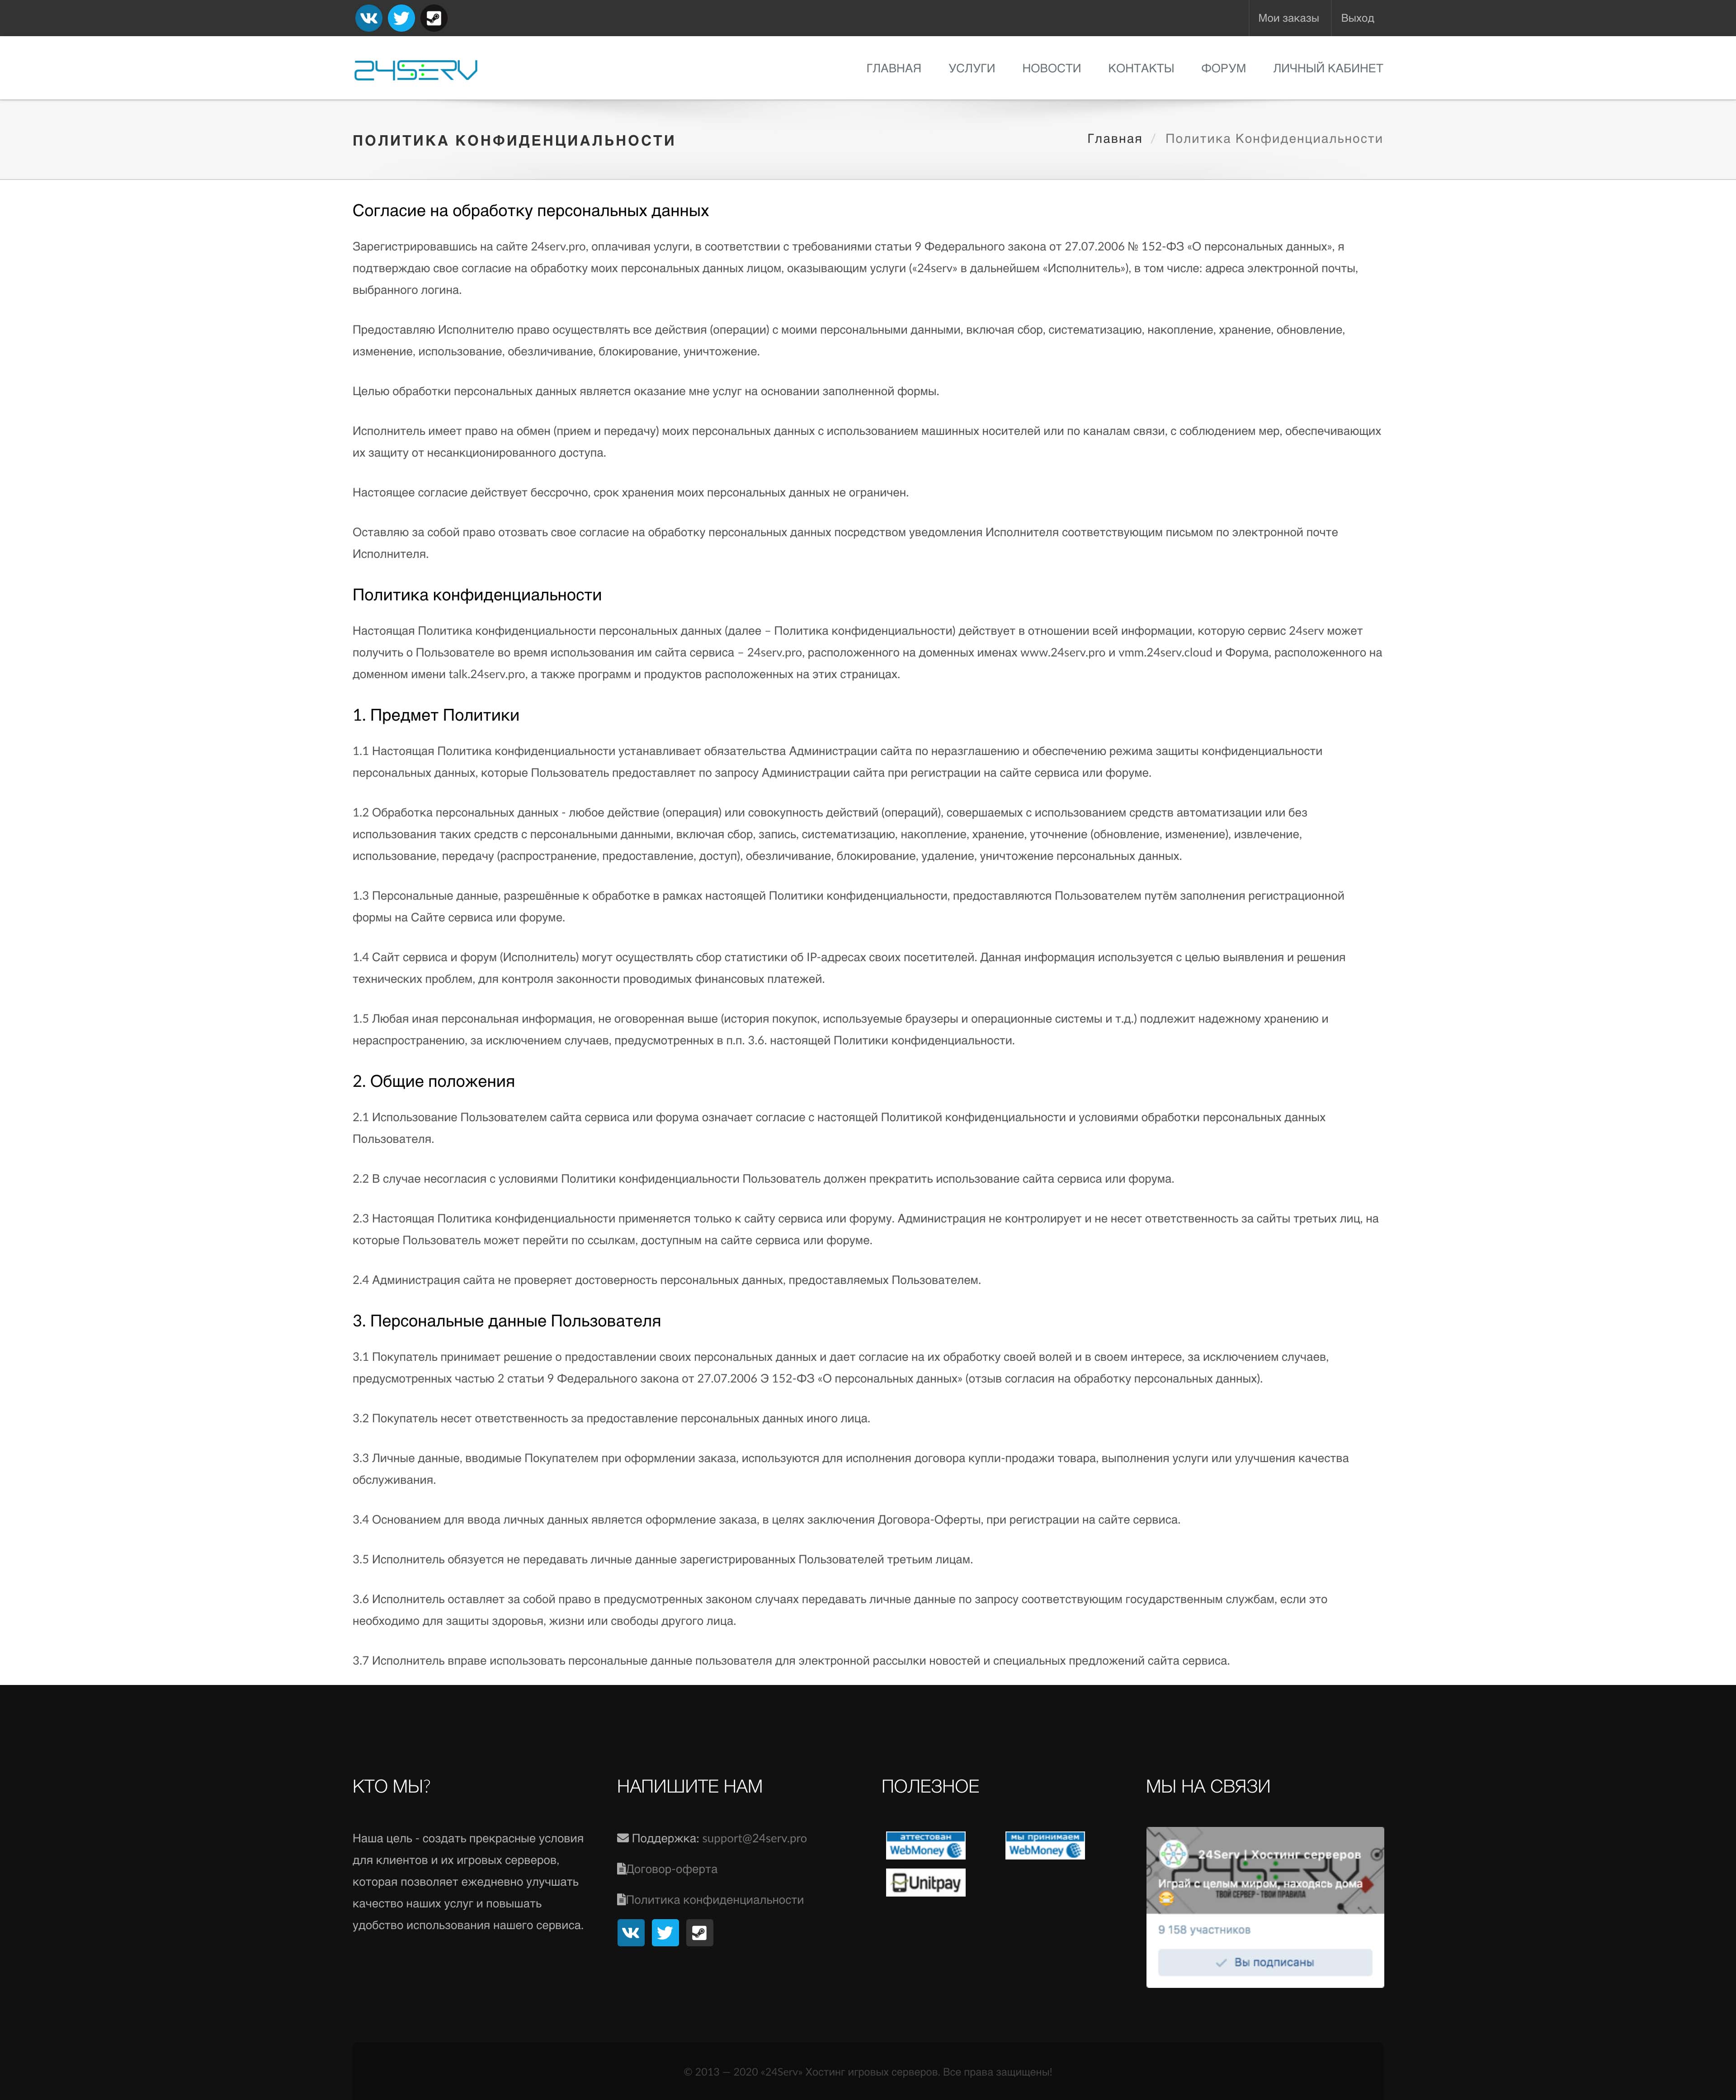 Мои заказы
Выход
24SERV
ГЛАВНАЯ
УСЛУГИ
НОВОСТИ
КОНТАКТЫ
ФОРУМ
ЛИЧНЫЙ КАБИНЕТ
ПОЛИТИКА КОНФИДЕНЦИАЛЬНОСТИ
Главная / Политика Конфиденциальности
Согласие на обработку персональных данных
Зарегистрировавшись на сайте 24serv.pro, оплачивая услуги, в соответствии с требованиями статьи 9 Федерального закона от 27.07.2006 № 152-ФЗ «О персональных данных», я
подтверждаю свое согласие на обработку моих персональных данных лицом, оказывающим услуги («24serv» в дальнейшем «Исполнитель»), в том числе: адреса электронной почты,
выбранного логина.
Предоставляю Исполнителю право осуществлять все действия (операции) с моими персональными данными, включая сбор, систематизацию, накопление, хранение, обновление,
изменение, использование, обезличивание, блокирование, уничтожение.
Целью обработки персональных данных является оказание мне услуг на основании заполненной формы.
Исполнитель имеет право на обмен (прием и передачу) моих персональных данных с использованием машинных носителей или по каналам связи, с соблюдением мер, обеспечивающих
их защиту от несанкционированного доступа.
Настоящее согласие действует бессрочно, срок хранения моих персональных данных не ограничен.
Оставляю за собой право отозвать свое согласие на обработку персональных данных посредством уведомления Исполнителя соответствующим письмом по электронной почте
Исполнителя.
Политика конфиденциальности
Настоящая Политика конфиденциальности персональных данных (далее – Политика конфиденциальности) действует в отношении всей информации, которую сервис 24serv может
получить о Пользователе во время использования им сайта сервиса – 24serv.pro, расположенного на доменных именах www.24serv.pro и vmm.24serv.cloud и Форума, расположенного на
доменном имени talk.24serv.pro, а также программ и продуктов расположенных на этих страницах.
1. Предмет Политики
1.1 Настоящая Политика конфиденциальности устанавливает обязательства Администрации сайта по неразглашению и обеспечению режима защиты конфиденциальности
персональных данных, которые Пользователь предоставляет по запросу Администрации сайта при регистрации на сайте сервиса или форуме.
1.2 Обработка персональных данных - любое действие (операция) или совокупность действий (операций), совершаемых с использованием средств автоматизации или без
использования таких средств с персональными данными, включая сбор, запись, систематизацию, накопление, хранение, уточнение (обновление, изменение), извлечение,
использование, передачу (распространение, предоставление, доступ), обезличивание, блокирование, удаление, уничтожение персональных данных.
1.3 Персональные данные, разрешённые к обработке в рамках настоящей Политики конфиденциальности, предоставляются Пользователем путём заполнения регистрационной
формы на Сайте сервиса или форуме.
1.4 Сайт сервиса и форум (Исполнитель) могут осуществлять сбор статистики об IP-адресах своих посетителей. Данная информация используется с целью выявления и решения
технических проблем, для контроля законности проводимых финансовых платежей.
1.5 Любая иная персональная информация, не оговоренная выше (история покупок, используемые браузеры и операционные системы и т.д.) подлежит надежному хранению и
нераспространению, за исключением случаев, предусмотренных в п.п. 3.6. настоящей Политики конфиденциальности.
2. Общие положения
2.1 Использование Пользователем сайта сервиса или форума означает согласие с настоящей Политикой конфиденциальности и условиями обработки персональных данных
Пользователя.
2.2 В случае несогласия с условиями Политики конфиденциальности Пользователь должен прекратить использование сайта сервиса или форума.
2.3 Настоящая Политика конфиденциальности применяется только к сайту сервиса или форуму. Администрация не контролирует и не несет ответственность за сайты третьих лиц, на
которые Пользователь может перейти по ссылкам, доступным на сайте сервиса или форуме.
2.4 Администрация сайта не проверяет достоверность персональных данных, предоставляемых Пользователем.
3. Персональные данные Пользователя
3.1 Покупатель принимает решение о предоставлении своих персональных данных и дает согласие на их обработку своей волей и в своем интересе, за исключением случаев,
предусмотренных частью 2 статьи 9 Федерального закона от 27.07.2006 Э 152-ФЗ «О персональных данных» (отзыв согласия на обработку персональных данных).
3.2 Покупатель несет ответственность за предоставление персональных данных иного лица.
3.3 Личные данные, вводимые Покупателем при оформлении заказа, используются для исполнения договора купли-продажи товара, выполнения услуги или улучшения качества
обслуживания.
3.4 Основанием для ввода личных данных является оформление заказа, в целях заключения Договора-Оферты, при регистрации на сайте сервиса.
3.5 Исполнитель обязуется не передавать личные данные зарегистрированных Пользователей третьим лицам.
3.6 Исполнитель оставляет за собой право в предусмотренных законом случаях передавать личные данные по запросу соответствующим государственным службам, если это
необходимо для защиты здоровья, жизни или свободы другого лица.
3.7 Исполнитель вправе использовать персональные данные пользователя для электронной рассылки новостей и специальных предложений сайта сервиса.
КТО МЫ?
Наша цель - создать прекрасные условия
для клиентов и их игровых серверов,
которая позволяет ежедневно улучшать
качество наших услуг и повышать
удобство использования нашего сервиса.
НАПИШИТЕ НАМ
Поддержка: support@24serv.pro
Договор-оферта
Политика конфиденциальности
ПОЛЕЗНОЕ
аттестован
WebMoney
мы принимаем
WebMoney
Unitpay
МЫ НА СВЯЗИ
24Serv | Хостинг серверов
Играй с целым миром, находясь дома
ТВОЙ СЕРВЕР - ТВОИ ПРАВИЛА
9 158 участников
Вы подписаны
© 2013 — 2020 «24Serv» Хостинг игровых серверов. Все права защищены!